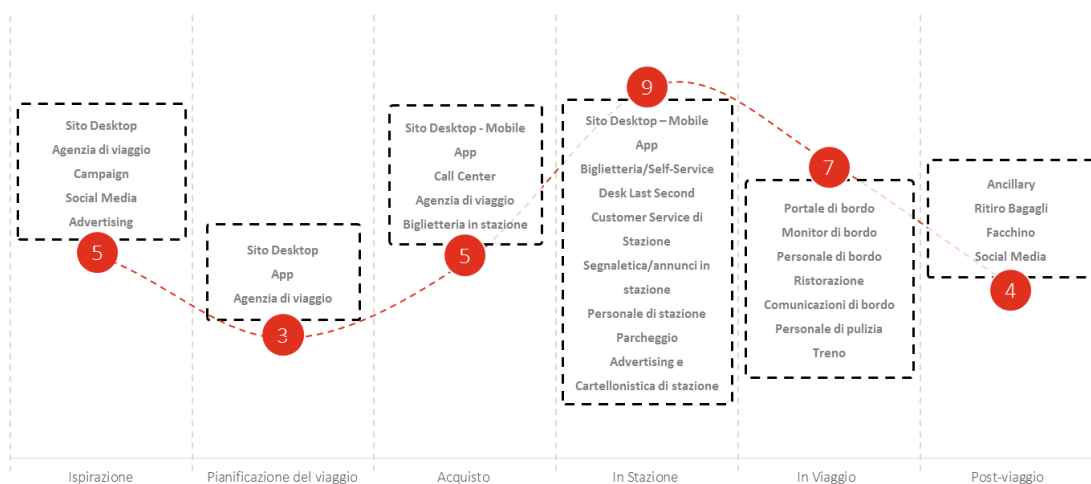 Sito Desktop
Agenzia di viaggio
Campaign
Social Media
Advertising
5
Ispirazione
Sito Desktop
App
Agenzia di viaggio
3
Pianificazione del viaggio
Sito Desktop - Mobile
App
Call Center
Agenzia di viaggio
Biglietteria in stazione
5
Acquisto
9
Sito Desktop – Mobile
App
Biglietteria/Self-Service
Desk Last Second
Customer Service di
Stazione
Segnaletica/annunci in
stazione
Personale di stazione
Parcheggio
Advertising e
Cartellonistica di stazione
In Stazione
7
Portale di bordo
Monitor di bordo
Personale di bordo
Ristorazione
Comunicazioni di bordo
Personale di pulizia
Treno
In Viaggio
Ancillary
Ritiro Bagagli
Facchino
Social Media
4
Post-viaggio